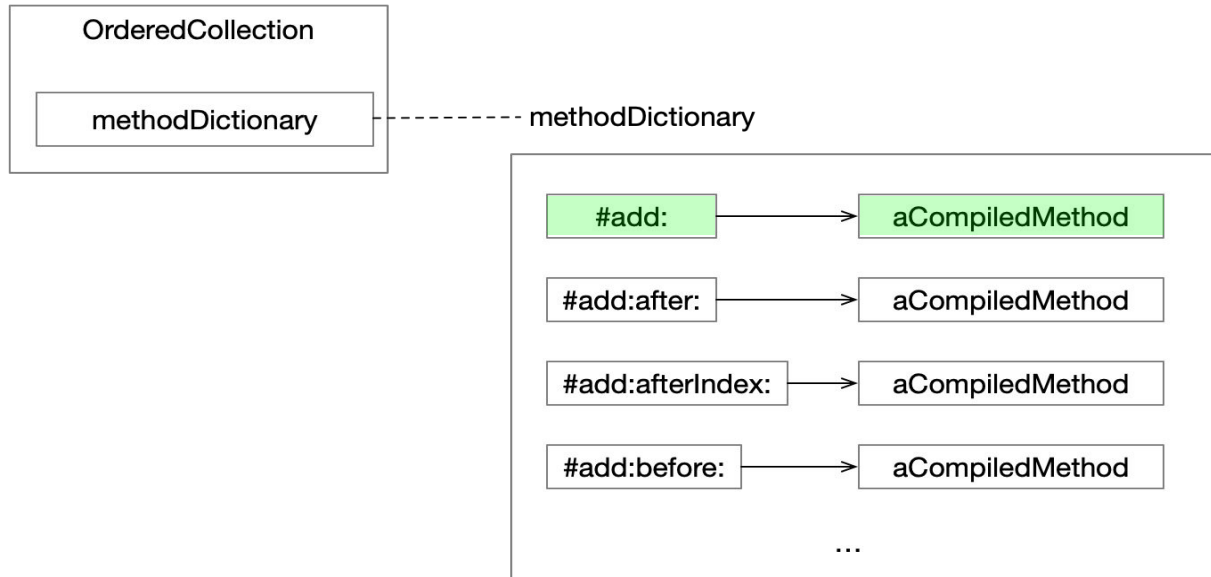 OrderedCollection
methodDictionary
methodDictionary
#add:
aCompiledMethod
#add:after:
aCompiledMethod
#add:afterIndex:
aCompiledMethod
#add:before:
aCompiledMethod
...